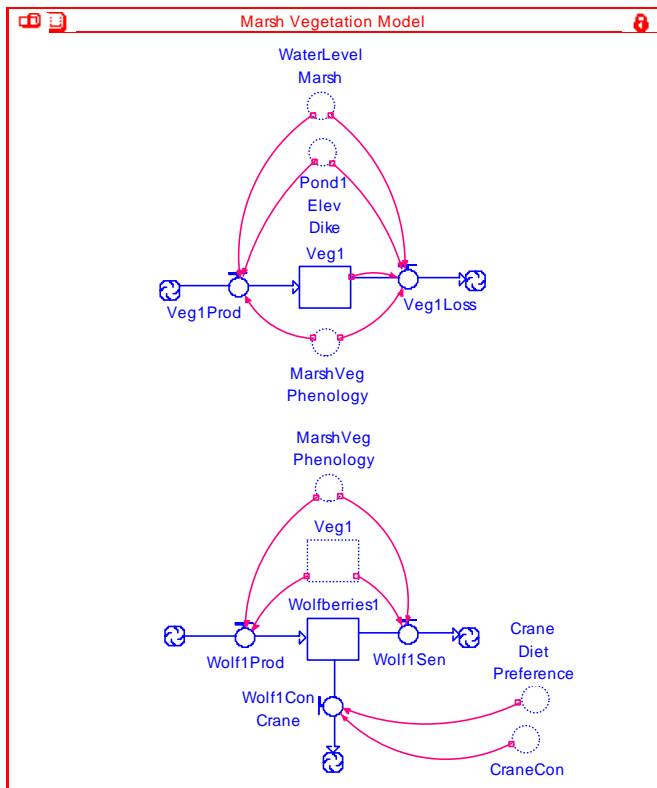 Marsh Vegetation Model
WaterLevel
Marsh
Pond1
Elev
Dike
Veg1
Veg1Prod
Veg1Loss
MarshVeg
Phenology
MarshVeg
Phenology
Veg1
Wolfberries1
Wolf1Prod
Wolf1Sen
Crane
Diet
Preference
Wolf1Con
Crane
CraneCon